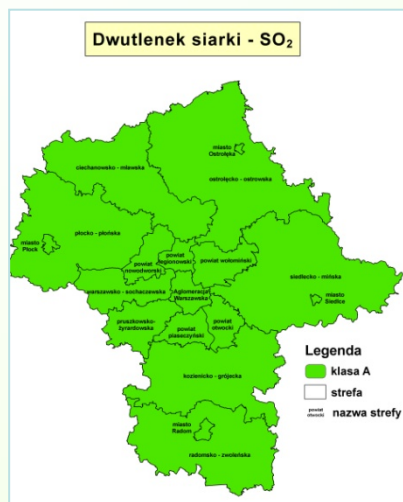 Dwutlenek siarki - SO₂
miasto
Ostrołęka
ciechanowsko - mławska
ostrołęcko - ostrowska
płocko - płońska
miasto
Płock
powiat
legionowski
powiat
nowodworski
powiat wołomiński
siedlecko - mińska
warszawsko - sochaczewska
Aglomeracja
Warszawska
miasto
Siedlce
pruszkowsko-
żyrardowska
powiat
piaseczyński
powiat
otwocki
Legenda
klasa A
strefa
powiat
otwocki
nazwa strefy
kozienicko - grójecka
miasto
Radom
radomsko - zwoleńska